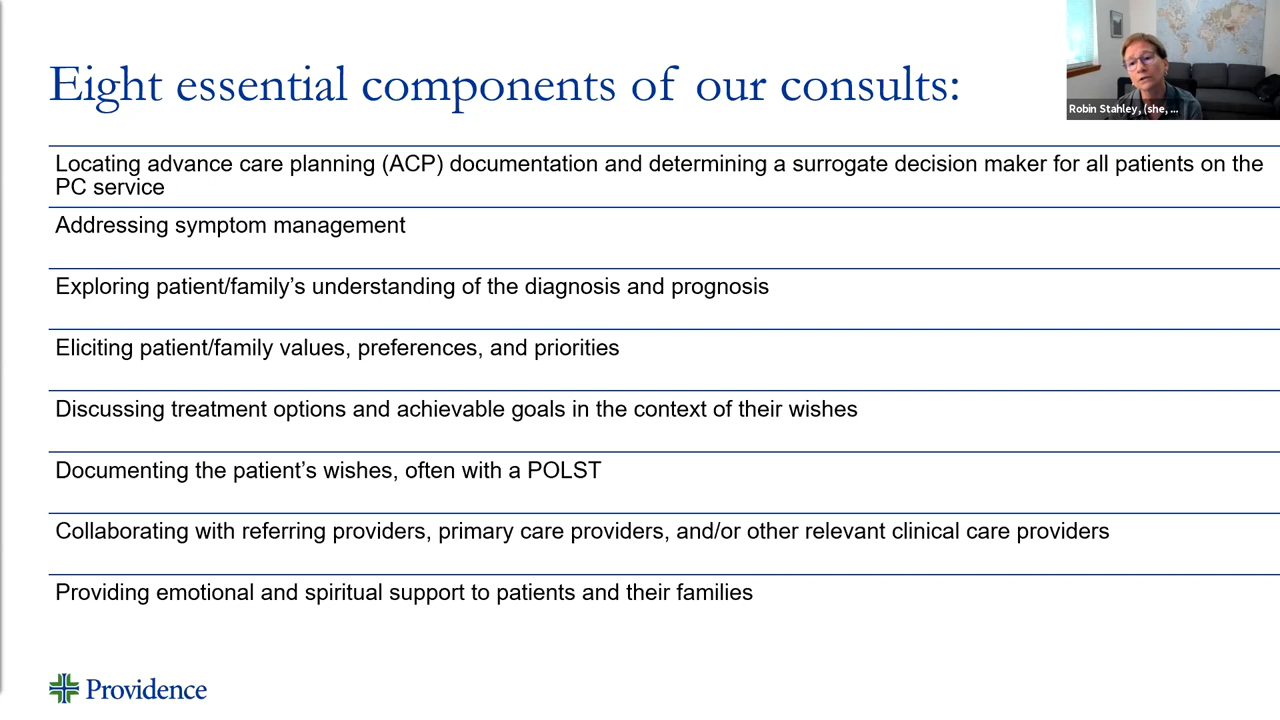 Eight essential components of our consults:
Robin Stahley, (she, ...
Locating advance care planning (ACP) documentation and determining a surrogate decision maker for all patients on the
PC service
Addressing symptom management
Exploring patient/family’s understanding of the diagnosis and prognosis
Eliciting patient/family values, preferences, and priorities
Discussing treatment options and achievable goals in the context of their wishes
Documenting the patient’s wishes, often with a POLST
Collaborating with referring providers, primary care providers, and/or other relevant clinical care providers
Providing emotional and spiritual support to patients and their families
Providence